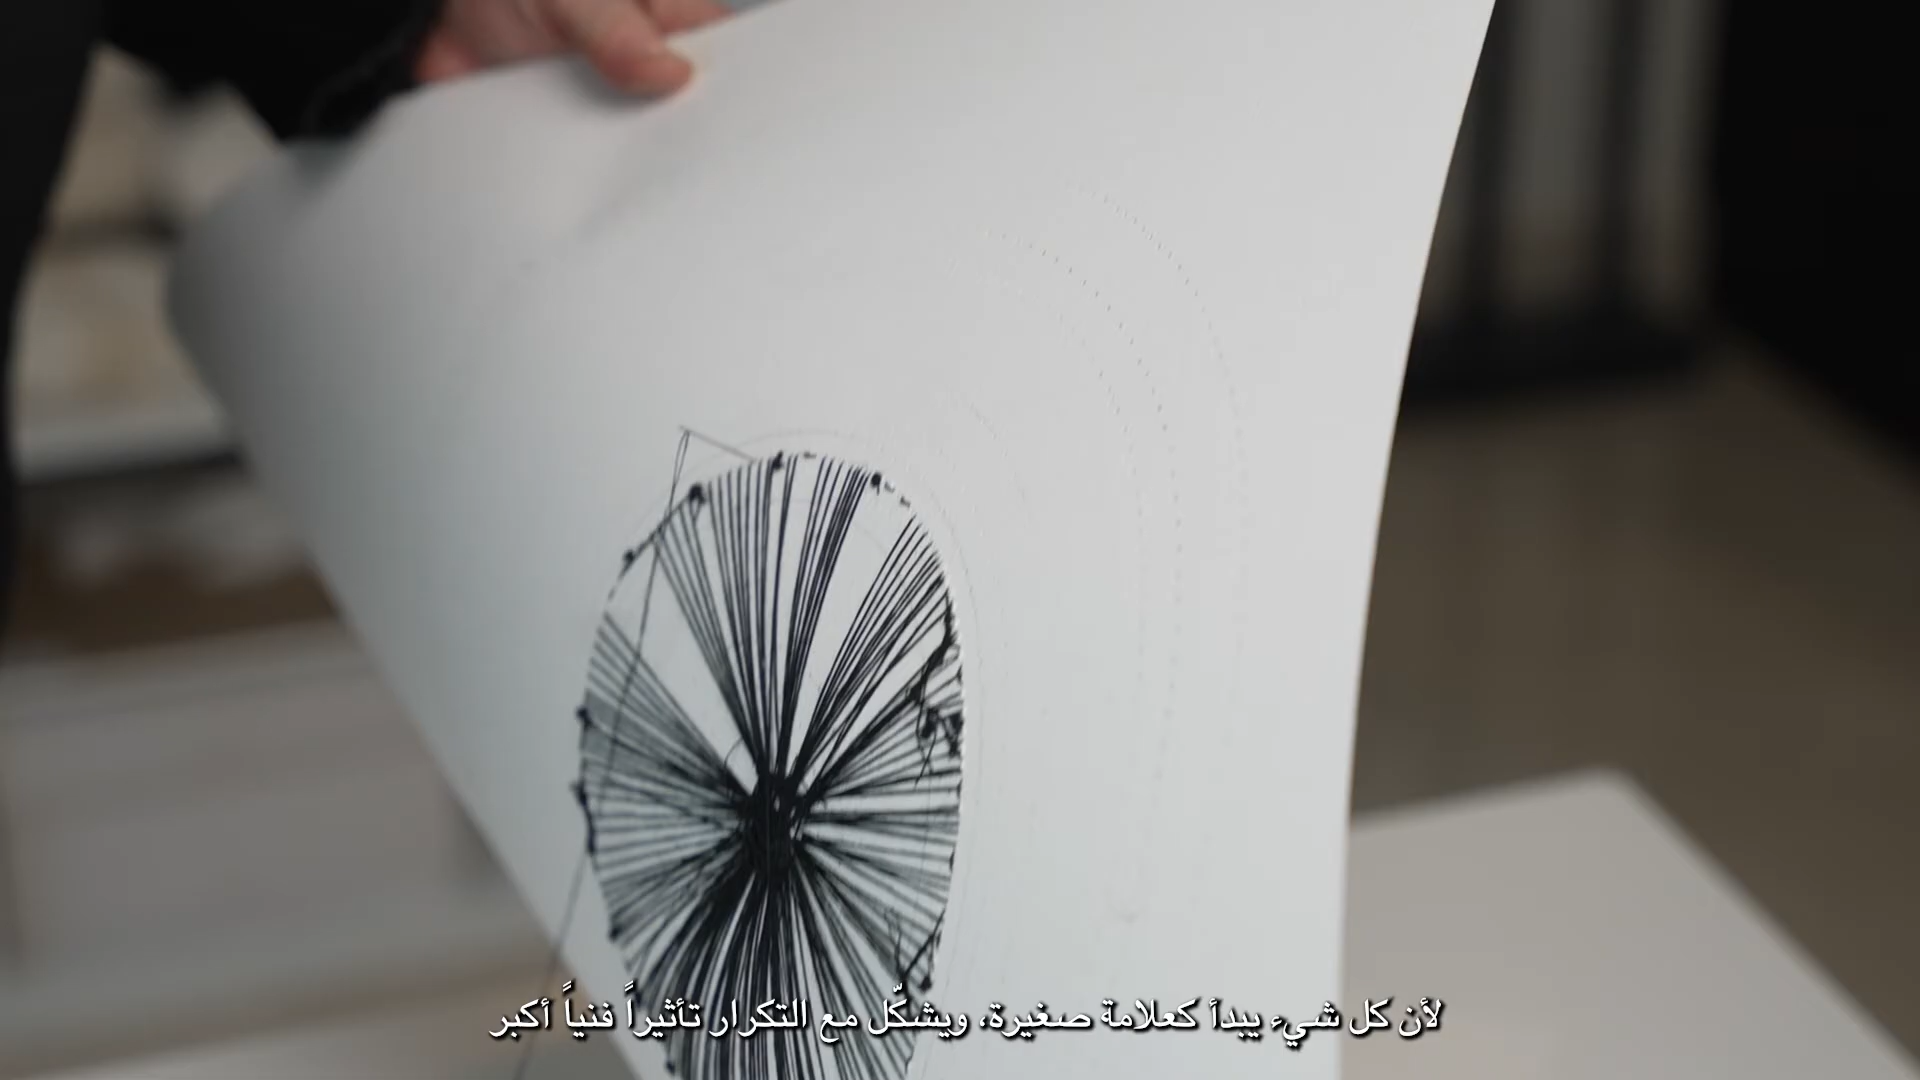 لأن كل شيء يبدأ كعلامة صغيرة، ويشكّل مع التكرار تأثيراً فنياً أكبر